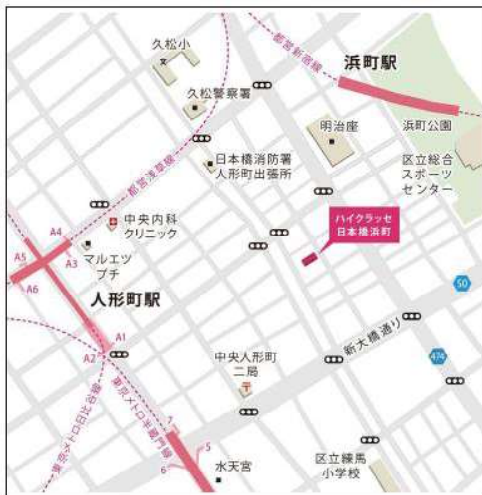 久松小
都営新宿線
浜町駅
久松警察署
明治座
浜町公園
日本橋消防署
人形町出張所
区立総合
スポーツ
センター
都営浅草線
中央内科
クリニック
ハイクラッセ
日本橋浜町
A4
A5
A3
マルエツ
プチ
A6
人形町駅
50
新大橋通り
A1
A2
474
中央人形町
二局
東京メトロ日比谷線
東京メトロ半蔵門線
7
5
6
水天宮
区立練馬
小学校